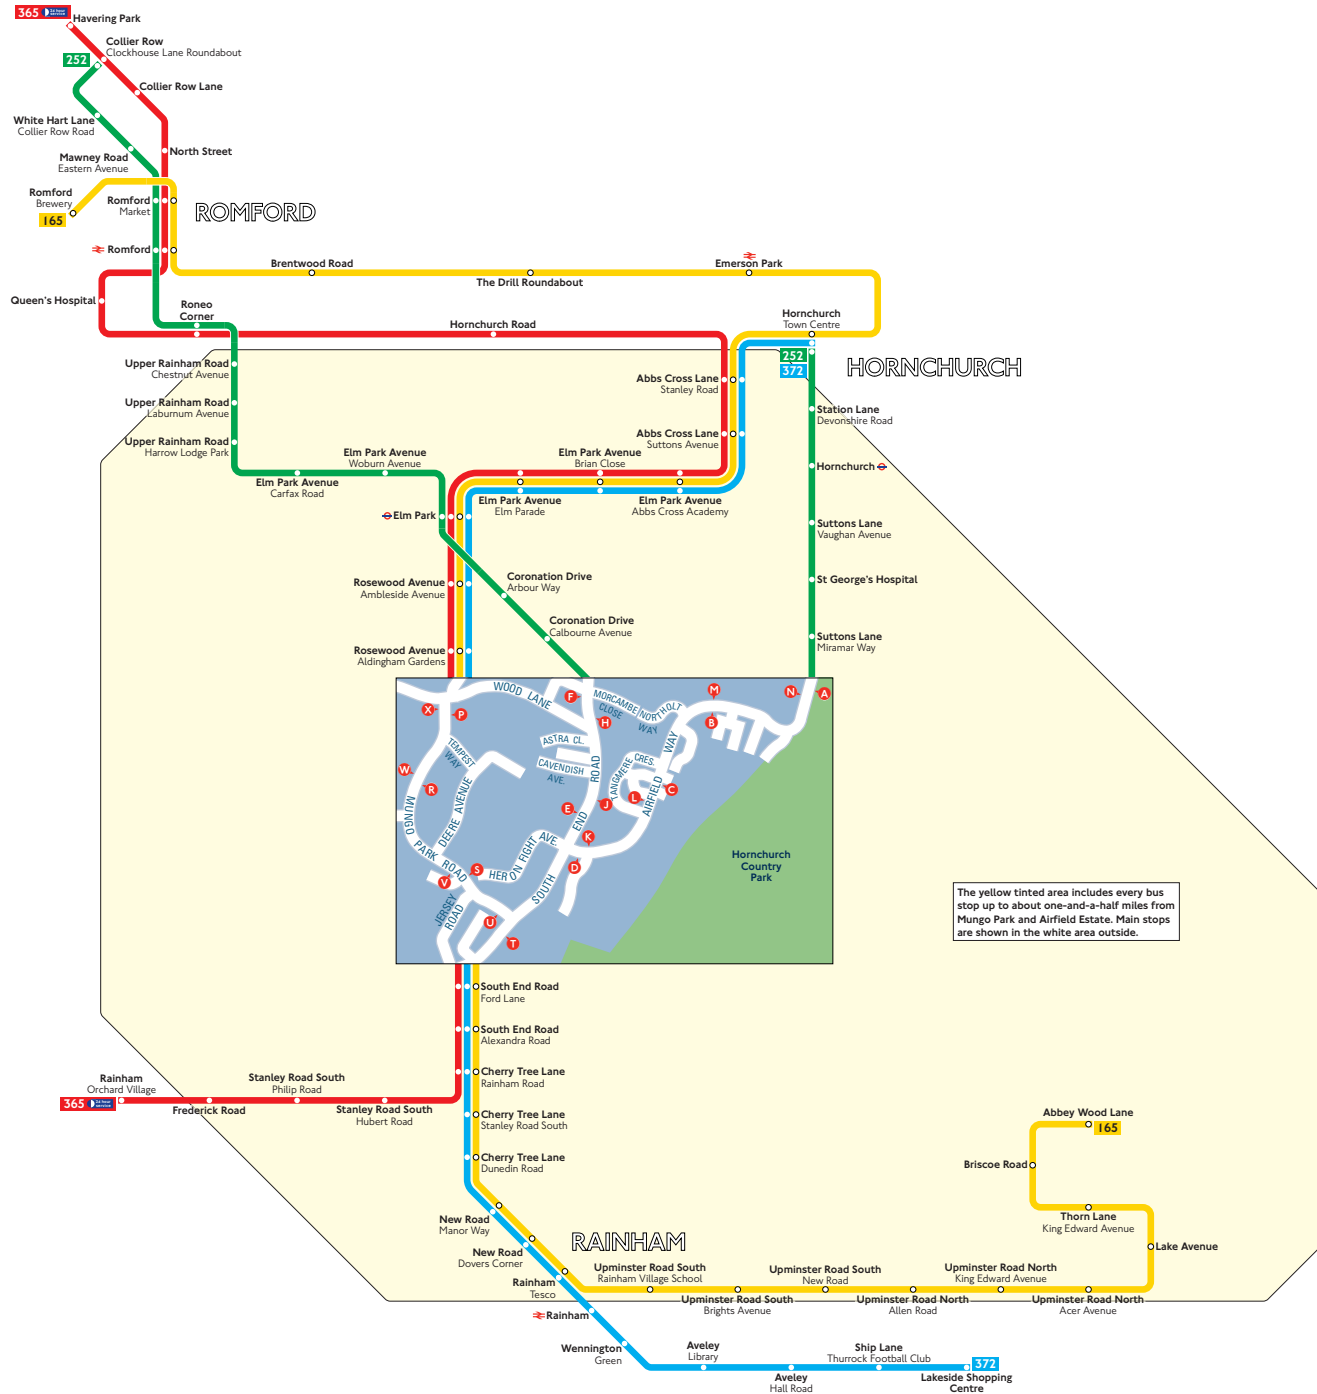 365
24 hour
service
Havering Park
Collier Row
Clockhouse Lane Roundabout
252
Collier Row Lane
White Hart Lane
Collier Row Road
Mawney Road
Eastern Avenue
North Street
Romford
Brewery
165
Romford
Market
ROMFORD
Romford
Brentwood Road
The Drill Roundabout
Emerson Park
Queen's Hospital
Roneo
Corner
Hornchurch Road
Hornchurch
Town Centre
252
372
HORNCHURCH
Upper Rainham Road
Chestnut Avenue
Upper Rainham Road
Laburnum Avenue
Upper Rainham Road
Harrow Lodge Park
Abbs Cross Lane
Stanley Road
Abbs Cross Lane
Suttons Avenue
Station Lane
Devonshire Road
Hornchurch
Elm Park Avenue
Woburn Avenue
Elm Park Avenue
Carfax Road
Elm Park Avenue
Brian Close
Elm Park Avenue
Elm Parade
Elm Park Avenue
Abbs Cross Academy
Elm Park
Suttons Lane
Vaughan Avenue
Rosewood Avenue
Ambleside Avenue
Coronation Drive
Arbour Way
St George's Hospital
Coronation Drive
Calbourne Avenue
Suttons Lane
Miramar Way
Rosewood Avenue
Aldingham Gardens
WOOD LANE
F
MORCAMBE
CLOSE
NORTHOLT
WAY
M
N
A
X
P
H
B
TEMPEST
WAY
ASTRA CL.
CAVENDISH
AVE.
ROAD
TANGMERE
CRES.
WAY
W
R
DEERE AVENUE
MUNGO
PARK ROAD
E
J
L
C
AIRFIELD
END
K
D
S
HERON FIGHT AVE.
V
SOUTH
JERSEY
ROAD
U
T
Hornchurch
Country
Park
The yellow tinted area includes every bus
stop up to about one-and-a-half miles from
Mungo Park and Airfield Estate. Main stops
are shown in the white area outside.
South End Road
Ford Lane
South End Road
Alexandra Road
Cherry Tree Lane
Rainham Road
Cherry Tree Lane
Stanley Road South
Cherry Tree Lane
Dunedin Road
Rainham
Orchard Village
365
24 hour
service
Frederick Road
Stanley Road South
Philip Road
Stanley Road South
Hubert Road
Abbey Wood Lane
165
Briscoe Road
Thorn Lane
King Edward Avenue
Lake Avenue
New Road
Manor Way
New Road
Dovers Corner
RAINHAM
Rainham
Tesco
Upminster Road South
Rainham Village School
Upminster Road South
Brights Avenue
Upminster Road South
New Road
Upminster Road North
Allen Road
Upminster Road North
King Edward Avenue
Upminster Road North
Acer Avenue
Rainham
Wennington
Green
Aveley
Library
Aveley
Hall Road
Ship Lane
Thurrock Football Club
372
Lakeside Shopping
Centre